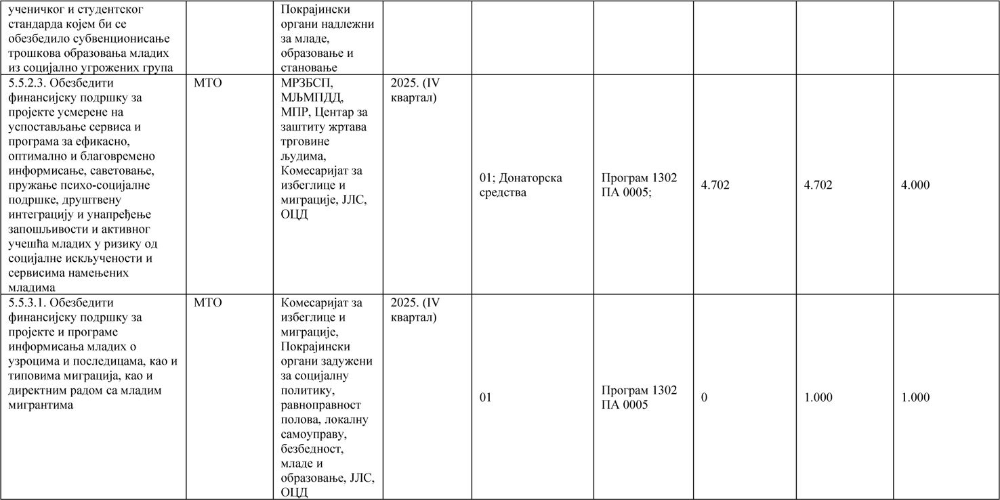 ученичког и студентског
стандарда којем би се
обезбедило субвенционисање
трошкова образовања младих
из социјално угрожених група
Покрајински
органи надлежни
за младе,
образовање и
становање
5.5.2.3. Обезбедити
финансијску подршку за
пројекте усмерене на
успостављање сервиса и
програма за ефикасно,
оптимално и благовремено
информисање, саветовање,
пружање психо-социјалне
подршке, друштвену
интеграцију и унапређење
запошљивости и активног
учешћа младих у ризику од
социјалне искључености и
сервисима намењених
младима
МТО
МРЗБСП,
МЉМПДД,
МПР, Центар за
заштиту жртава
трговине
људима,
Комесаријат за
избеглице и
миграције, ЈЛС,
ОЦД
2025. (IV
квартал)
01; Донаторска
средства
Програм 1302
ПА 0005;
4.702
4.702
4.000
5.5.3.1. Обезбедити
финансијску подршку за
пројекте и програме
информисања младих о
узроцима и последицама, као и
типовима миграција, као и
директним радом са младим
мигрантима
МТО
Комесаријат за
избеглице и
миграције,
Покрајински
органи задужени
за социјалну
политику,
равноправност
полова, локалну
самоуправу,
безбедност,
младе и
образовање, ЈЛС,
ОЦД
2025. (IV
квартал)
01
Програм 1302
ПА 0005
0
1.000
1.000